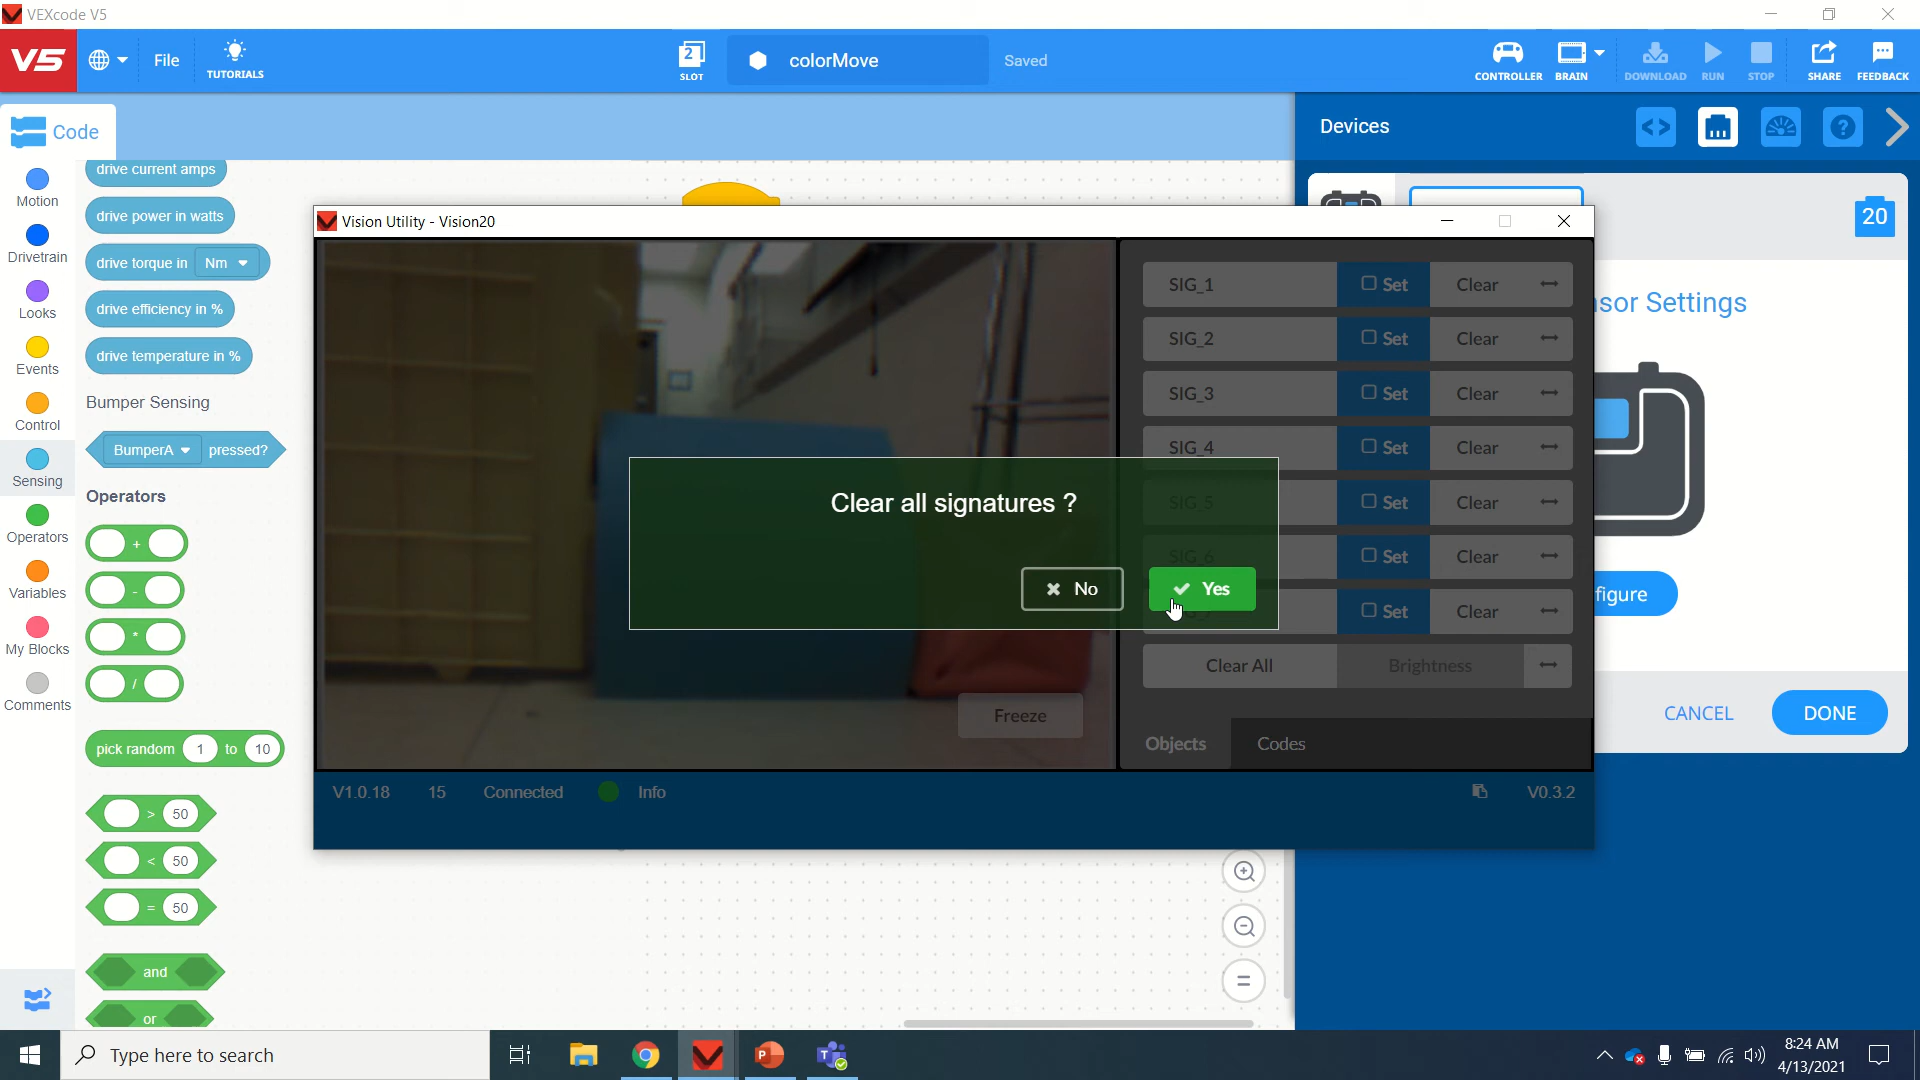 VEXcode V5
V5
File
TUTORIALS
2
SLOT
colorMove
Saved
CONTROLLER
BRAIN
DOWNLOAD
RUN
STOP
SHARE
FEEDBACK
Code
Devices
<>
?
Motion
Drivetrain
Looks
Events
Control
Sensing
Operators
Variables
My Blocks
Comments
drive current amps
drive power in watts
drive torque in Nm
drive efficiency in %
drive temperature in %
Bumper Sensing
BumperA pressed?
Operators
+
-
*
/
pick random 1 to 10
> 50
< 50
= 50
and
or
Vision Utility - Vision20
SIG_1 Set Clear
SIG_2 Set Clear
SIG_3 Set Clear
SIG_4 Set Clear
SIG_5 Set Clear
SIG_6 Set Clear
Set Clear
Clear All Brightness
Clear all signatures ?
No
Yes
Freeze
Objects
Codes
V1.0.18
15
Connected
Info
V0.3.2
20
sor Settings
figure
CANCEL
DONE
Type here to search
8:24 AM
4/13/2021